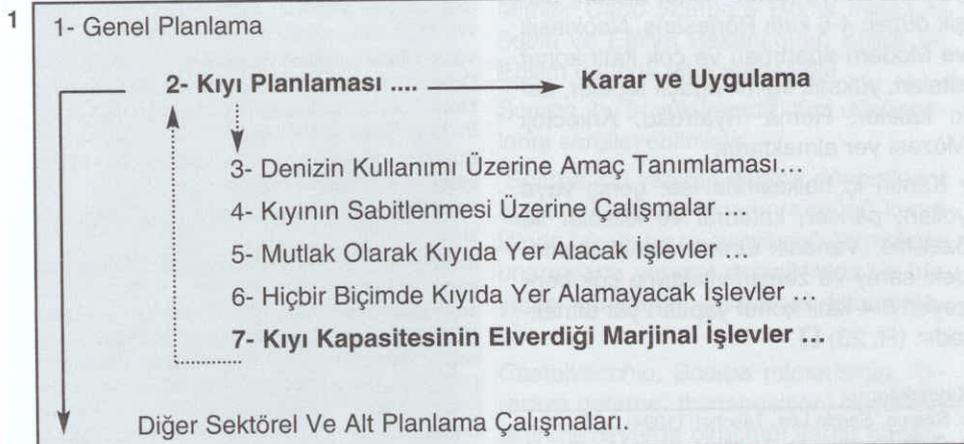 1
1- Genel Planlama
2- Kıyı Planlaması .... Karar ve Uygulama
3- Denizin Kullanımı Üzerine Amaç Tanımlaması...
4- Kıyının Sabitlenmesi Üzerine Çalışmalar ...
5- Mutlak Olarak Kıyıda Yer Alacak İşlevler ...
6- Hiçbir Biçimde Kıyıda Yer Alamayacak İşlevler ...
7- Kıyı Kapasitesinin Elverdiği Marjinal İşlevler ...
Diğer Sektörel Ve Alt Planlama Çalışmaları.